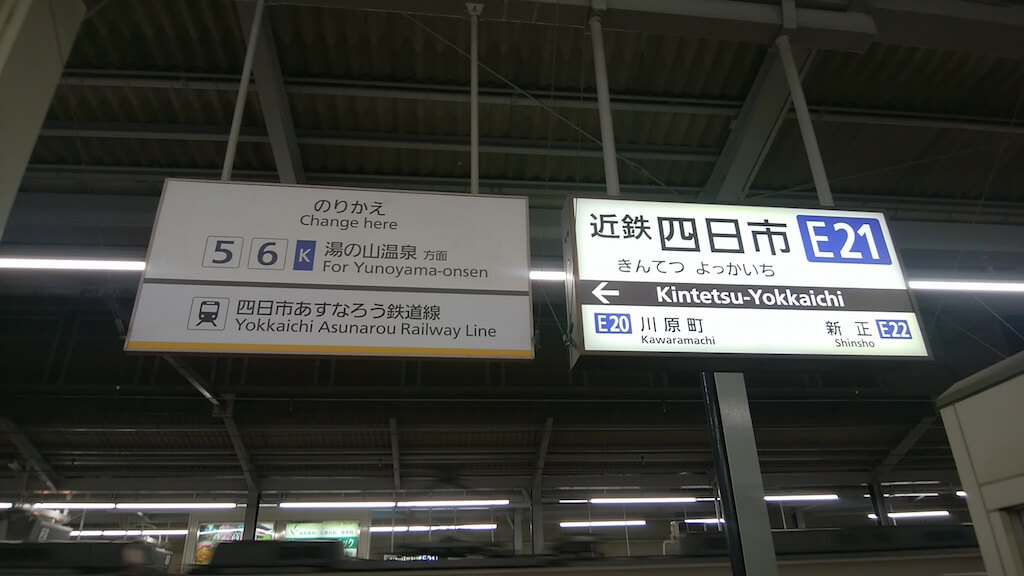 のりかえ
Change here
5 6 K 湯の山温泉 方面
For Yunoyama-onsen
四日市あすなろう鉄道線
Yokkaichi Asunarou Railway Line
近鉄 四日市 E21
きんてつ よっかいち
← Kintetsu-Yokkaichi
E20 川原町
Kawaramachi
新正 E22
Shinsho